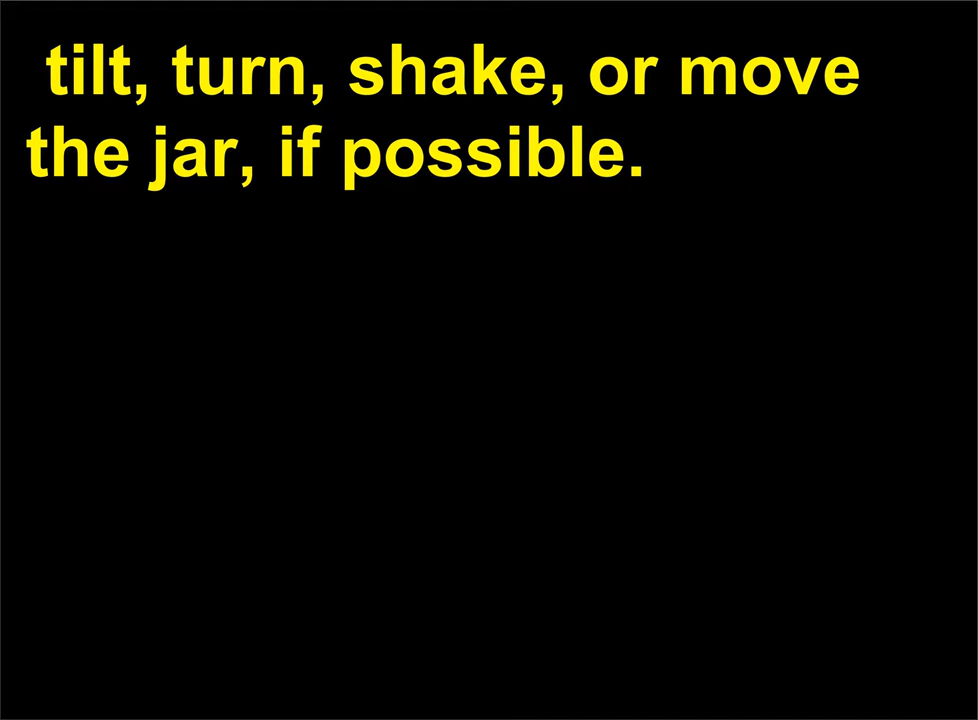 tilt, turn, shake, or move
the jar, if possible.